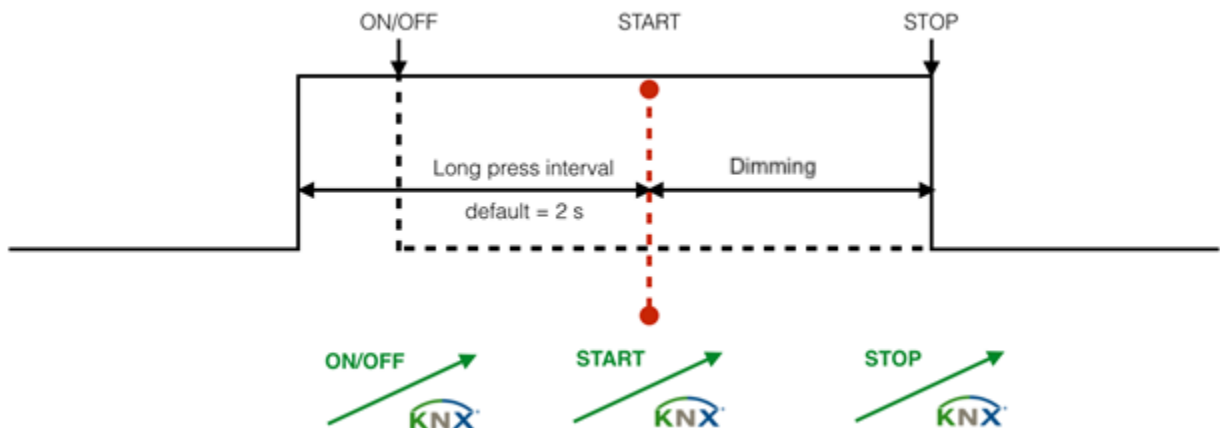 ON/OFF
START
STOP
Long press interval
Dimming
default = 2 s
ON/OFF
START
STOP
KNX
KNX
KNX